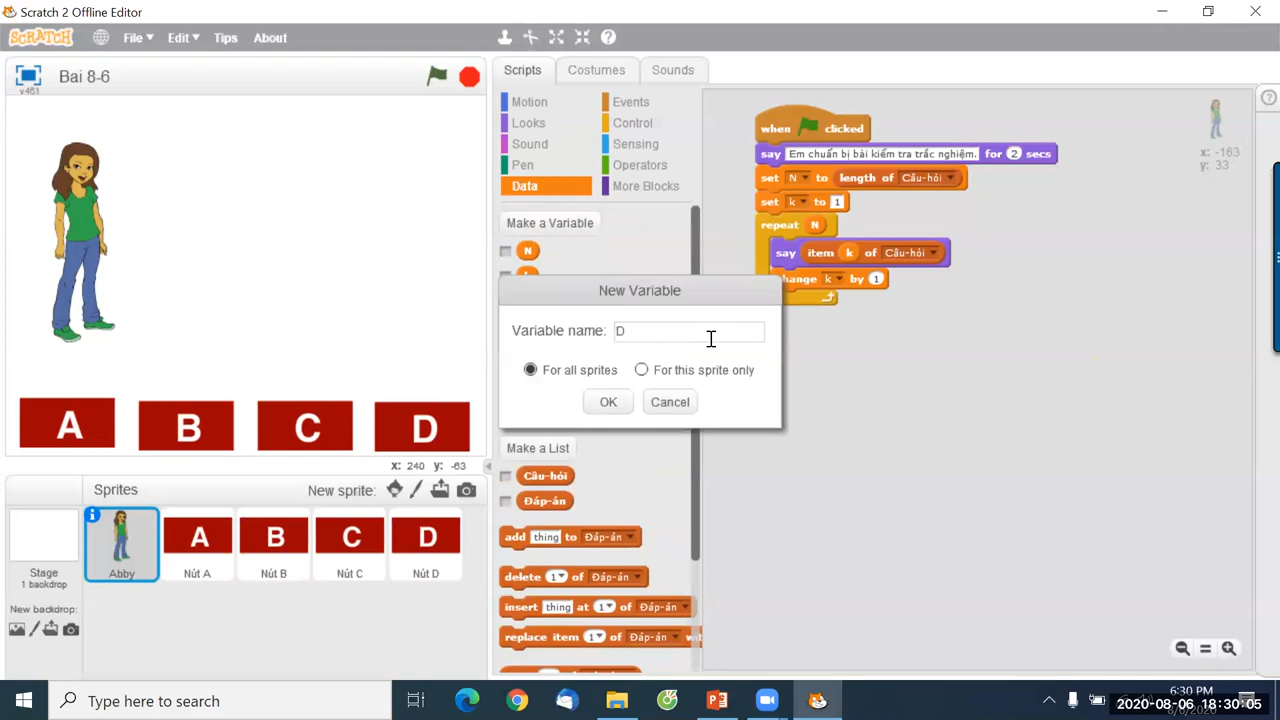 Scratch 2 Offline Editor
SCRATCH File Edit Tips About
v461 Bai 8-6
Scripts Costumes Sounds
Motion Events
Looks Control
Sound Sensing
Pen Operators
Data More Blocks
Make a Variable
N
New Variable
Variable name: D
For all sprites For this sprite only
OK Cancel
Make a List
Câu-hỏi
Đáp-án
add thing to Đáp-án
delete 1 of Đáp-án
insert thing at 1 of Đáp-án
replace item 1 of Đáp-án
when clicked
say Em chuẩn bị bài kiểm tra trắc nghiệm. for 2 secs
set N to length of Câu-hỏi
set k to 1
repeat N
say item k of Câu-hỏi
change k by 1
x: -163
y: 33
A B C D
x: 240 y: -63
Sprites New sprite:
A B C D
Stage
1 backdrop
Abby Nút A Nút B Nút C Nút D
New backdrop:
Type here to search
6:30 PM
2020-08-06 18:30:05